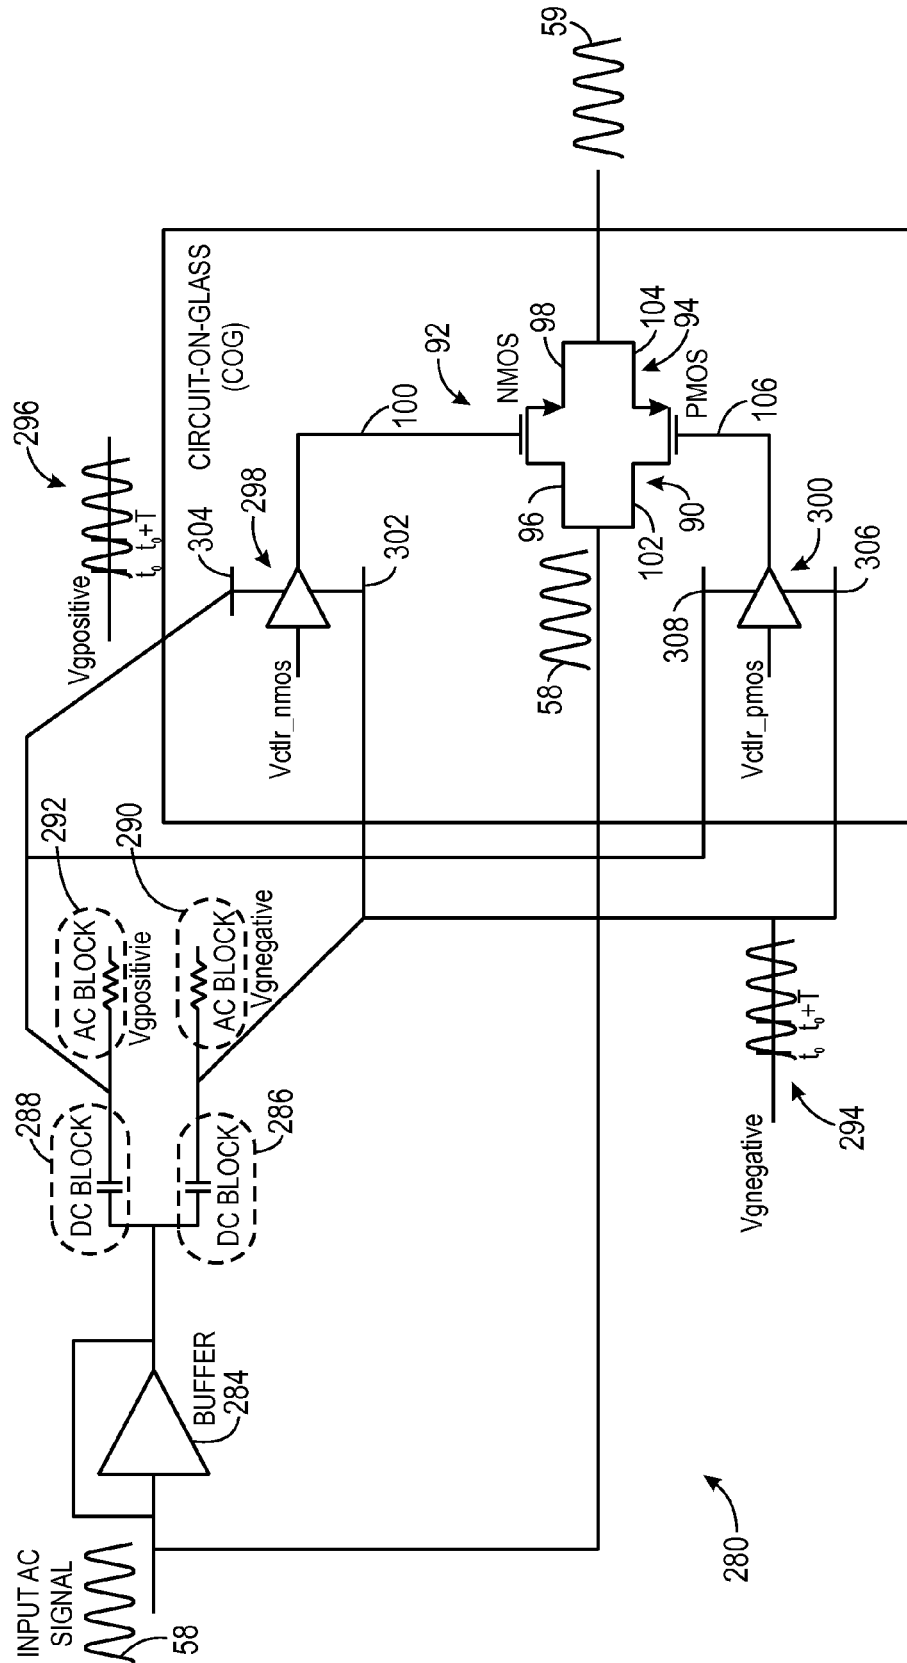 INPUT AC
SIGNAL
58
BUFFER
284
288
DC BLOCK
DC BLOCK
286
292
AC BLOCK
Vgpositivie
290
AC BLOCK
Vgnegative
296
Vgpositive
t₀ t₀+T
CIRCUIT-ON-GLASS
(COG)
304
298
302
Vctlr_nmos
100
92
NMOS
98
96
58
59
102
90
104
94
PMOS
106
308
300
306
Vctlr_pmos
Vgnegative
t₀ t₀+T
294
280